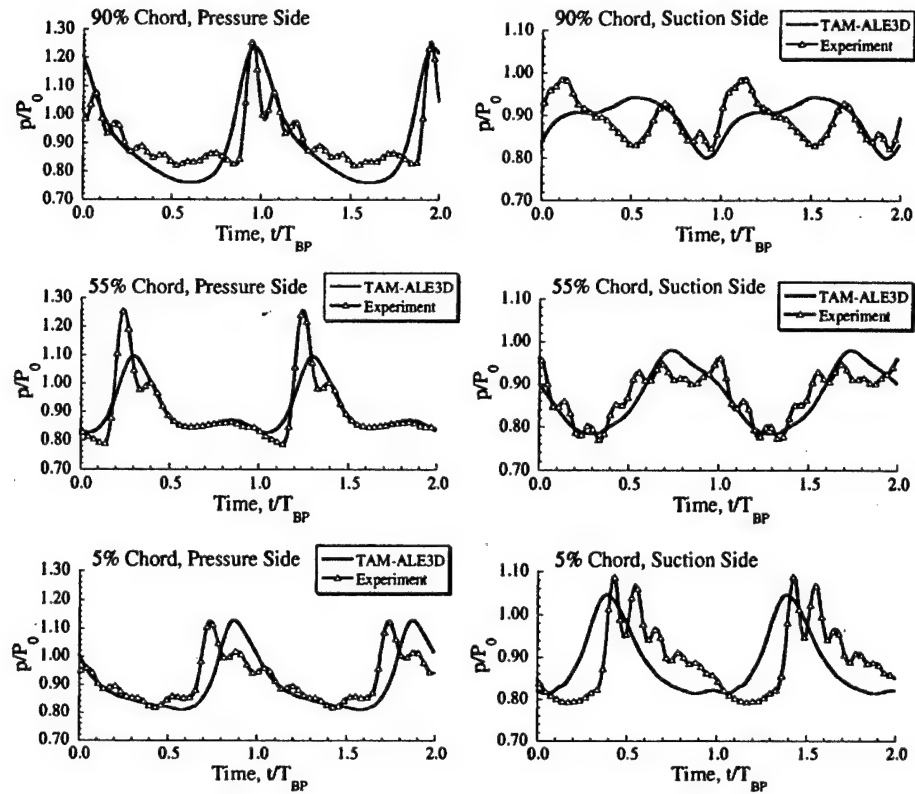 90% Chord, Pressure Side
1.30
1.20
1.10
1.00
0.90
0.80
0.70
p/P0
0.0 0.5 1.0 1.5 2.0
Time, t/TBP
90% Chord, Suction Side
TAM-ALE3D
Experiment
1.10
1.00
0.90
0.80
0.70
p/P0
0.0 0.5 1.0 1.5 2.0
Time, t/TBP
55% Chord, Pressure Side
TAM-ALE3D
Experiment
1.30
1.20
1.10
1.00
0.90
0.80
0.70
p/P0
0.0 0.5 1.0 1.5 2.0
Time, t/TBP
55% Chord, Suction Side
TAM-ALE3D
Experiment
1.10
1.00
0.90
0.80
0.70
p/P0
0.0 0.5 1.0 1.5 2.0
Time, t/TBP
5% Chord, Pressure Side
TAM-ALE3D
Experiment
1.30
1.20
1.10
1.00
0.90
0.80
0.70
p/P0
0.0 0.5 1.0 1.5 2.0
Time, t/TBP
5% Chord, Suction Side
TAM-ALE3D
Experiment
1.10
1.00
0.90
0.80
0.70
p/P0
0.0 0.5 1.0 1.5 2.0
Time, t/TBP